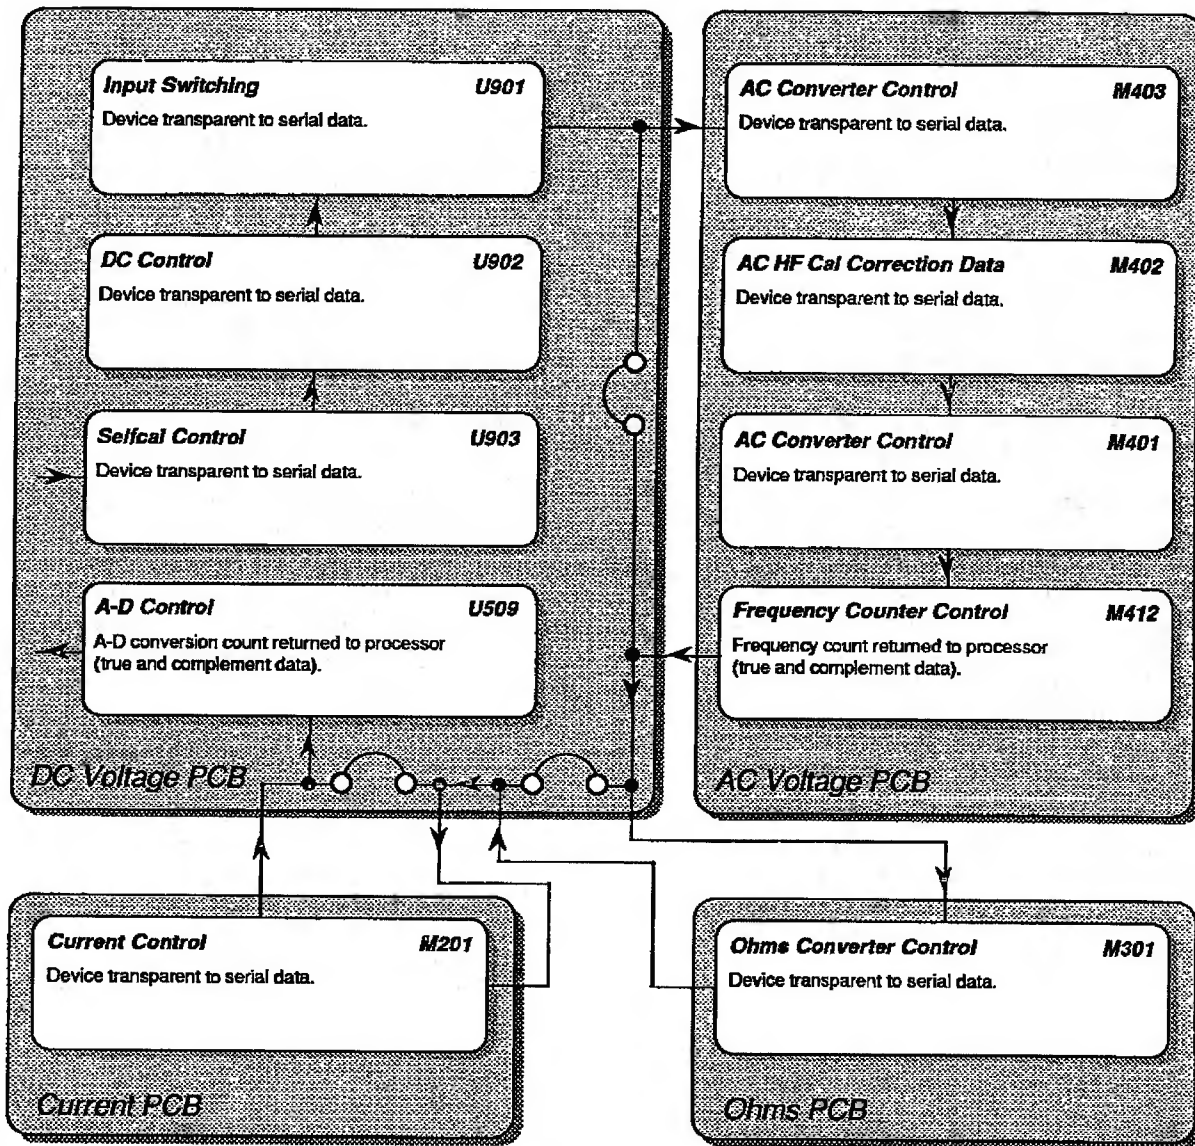 Input Switching U901
Device transparent to serial data.
DC Control U902
Device transparent to serial data.
Selfcal Control U903
Device transparent to serial data.
A-D Control U509
A-D conversion count returned to processor
(true and complement data).
DC Voltage PCB
AC Converter Control M403
Device transparent to serial data.
AC HF Cal Correction Data M402
Device transparent to serial data.
AC Converter Control M401
Device transparent to serial data.
Frequency Counter Control M412
Frequency count returned to processor
(true and complement data).
AC Voltage PCB
Current Control M201
Device transparent to serial data.
Current PCB
Ohms Converter Control M301
Device transparent to serial data.
Ohms PCB